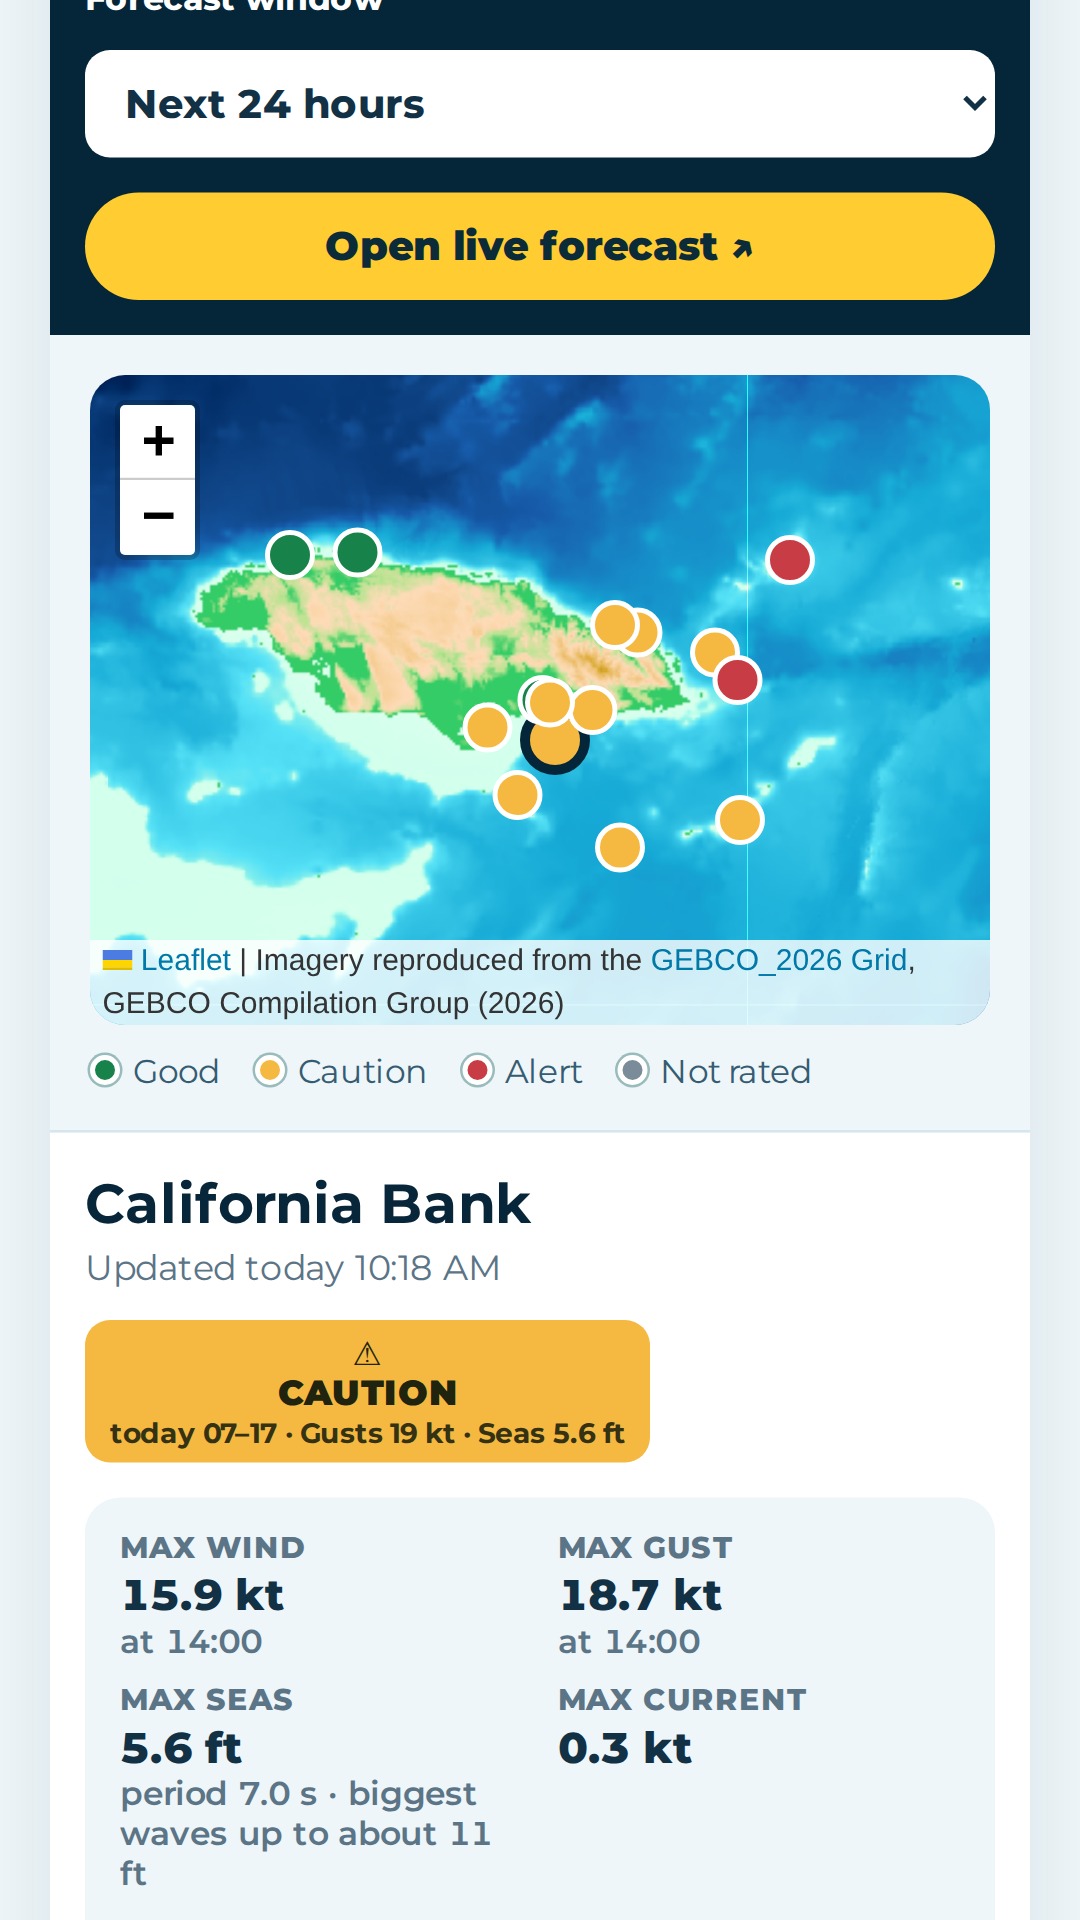 Forecast window
Next 24 hours
Open live forecast ↗
+
−
Leaflet | Imagery reproduced from the GEBCO_2026 Grid,
GEBCO Compilation Group (2026)
Good Caution Alert Not rated
California Bank
Updated today 10:18 AM
⚠
CAUTION
today 07–17 · Gusts 19 kt · Seas 5.6 ft
MAX WIND
15.9 kt
at 14:00
MAX GUST
18.7 kt
at 14:00
MAX SEAS
5.6 ft
period 7.0 s · biggest
waves up to about 11
ft
MAX CURRENT
0.3 kt